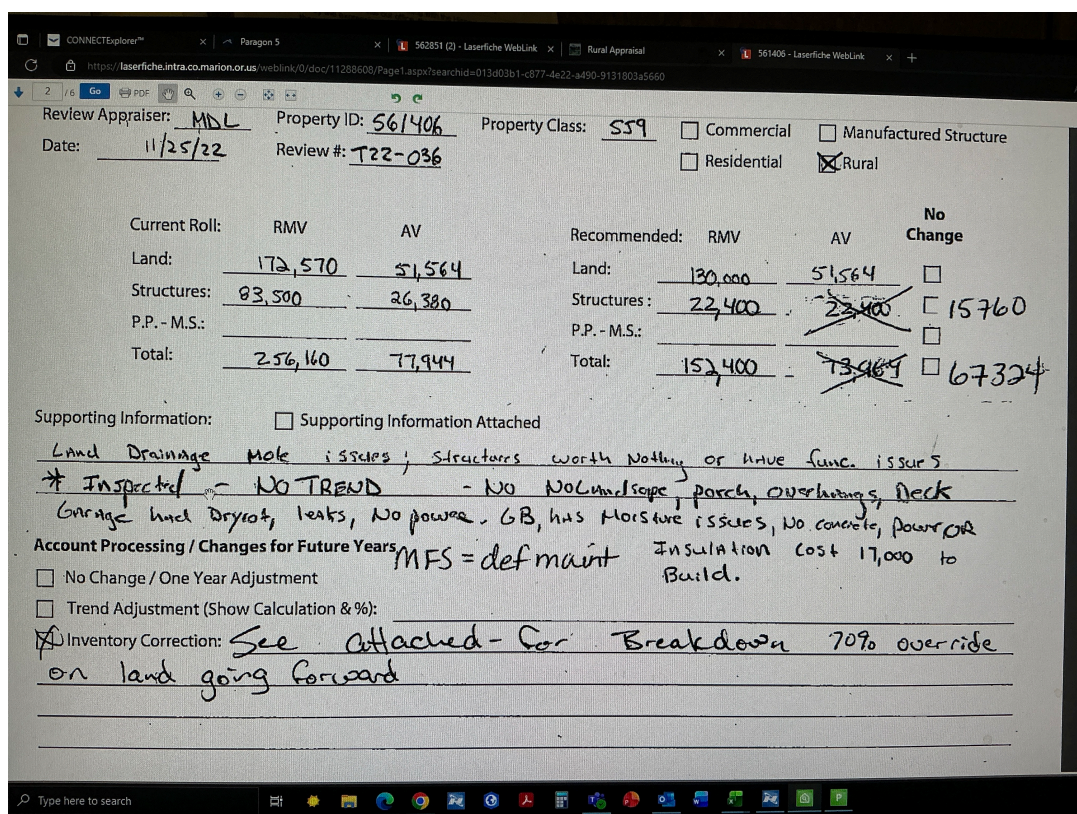 CONNECTExplorer™ × Paragon 5 × 562851 (2) - Laserfiche WebLink × Rural Appraisal × 561406 - Laserfiche WebLink × +
https://laserfiche.intra.co.marion.or.us/weblink/0/doc/11288608/Page1.aspx?searchid=013d03b1-c877-4e22-a490-9131803a5660
2 /6 Go PDF
Review Appraiser: MDL Property ID: 561406 Property Class: 559 Commercial Manufactured Structure
Date: 11/25/22 Review #: T22-036 Residential Rural
No
Current Roll: RMV AV Recommended: RMV AV Change
Land: 172,570 51,564 Land: 130,000 51,564
Structures: 83,500 26,380 Structures: 22,400 22,400 15760
P.P. - M.S.: P.P. - M.S.:
Total: 256,160 77,944 Total: 152,400 73,964 67324
Supporting Information: Supporting Information Attached
Land Drainage Mole issues; Structures worth Nothing or have func. issues
* Inspected - NO TREND - No NoLandscape, porch, overhangs, Deck
Garage had Dryrot, leaks, No power. GB, has Moisture issues, No concrete, Power OR
Account Processing / Changes for Future Years MFS = def maint Insulation Cost 17,000 to
No Change / One Year Adjustment Build.
Trend Adjustment (Show Calculation & %):
Inventory Correction: See attached - for Breakdown 70% override
on land going forward
Type here to search